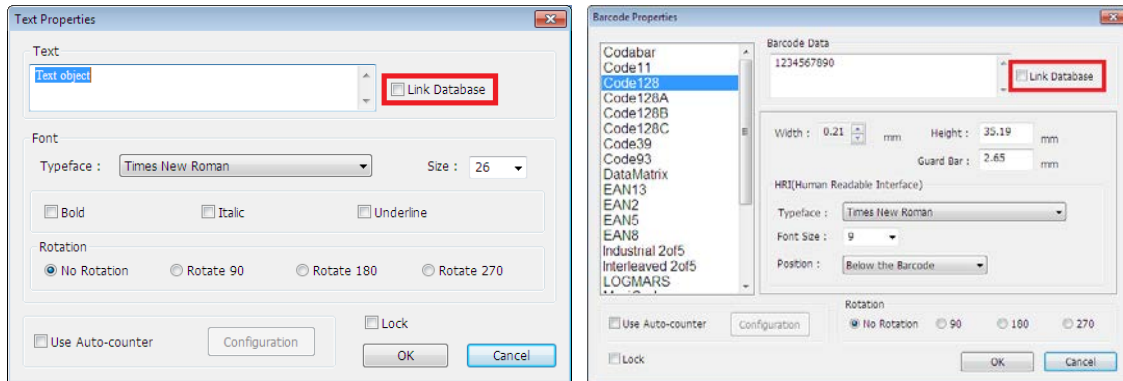 Text Properties
Text
Text object
Link Database
Font
Typeface : Times New Roman Size : 26
Bold Italic Underline
Rotation
No Rotation Rotate 90 Rotate 180 Rotate 270
Lock
Use Auto-counter Configuration
OK Cancel
Barcode Properties
Codabar
Code11
Code128
Code128A
Code128B
Code128C
Code39
Code93
DataMatrix
EAN13
EAN2
EAN5
EAN8
Industrial 2of5
Interleaved 2of5
LOGMARS
Barcode Data
1234567890
Link Database
Width : 0.21 mm Height : 35.19 mm
Guard Bar : 2.65 mm
HRI(Human Readable Interface)
Typeface : Times New Roman
Font Size : 9
Position : Below the Barcode
Rotation
Use Auto-counter Configuration No Rotation 90 180 270
Lock OK Cancel